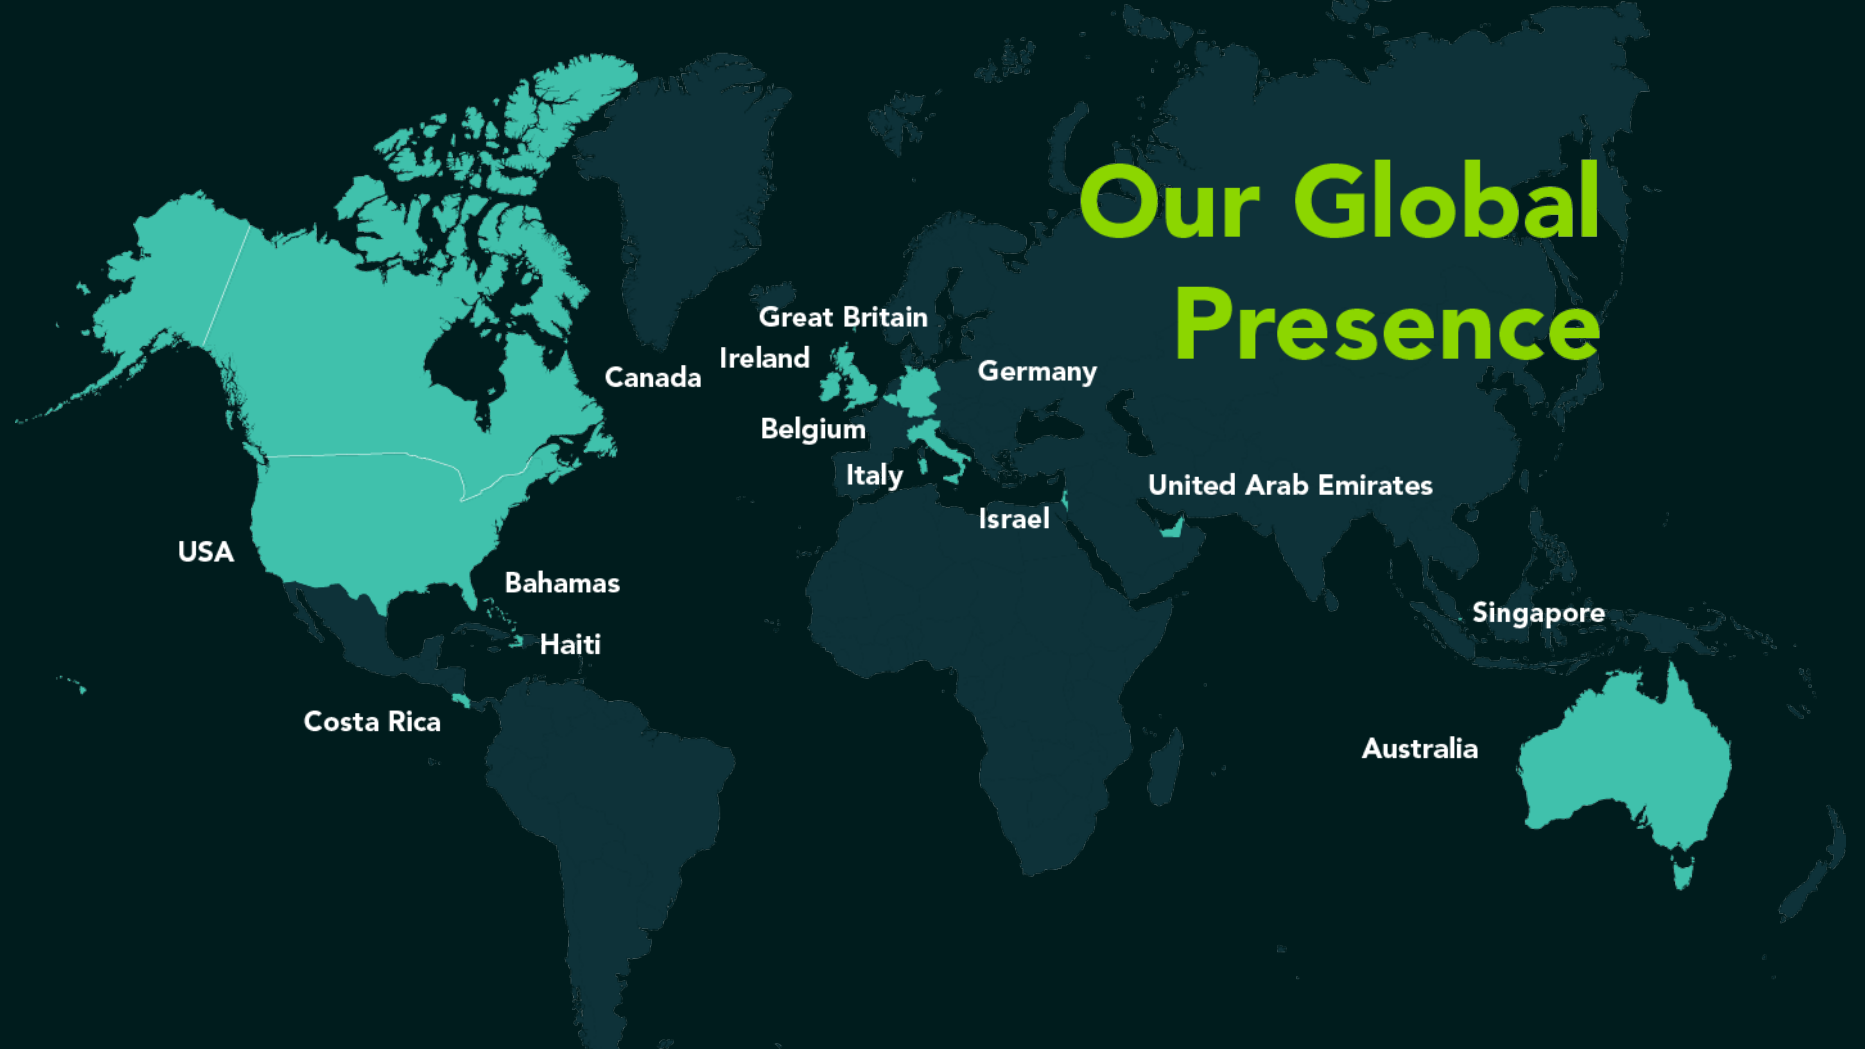 Our Global
Presence
Great Britain
Ireland
Canada
Germany
Belgium
Italy
United Arab Emirates
Israel
USA
Bahamas
Singapore
Haiti
Costa Rica
Australia